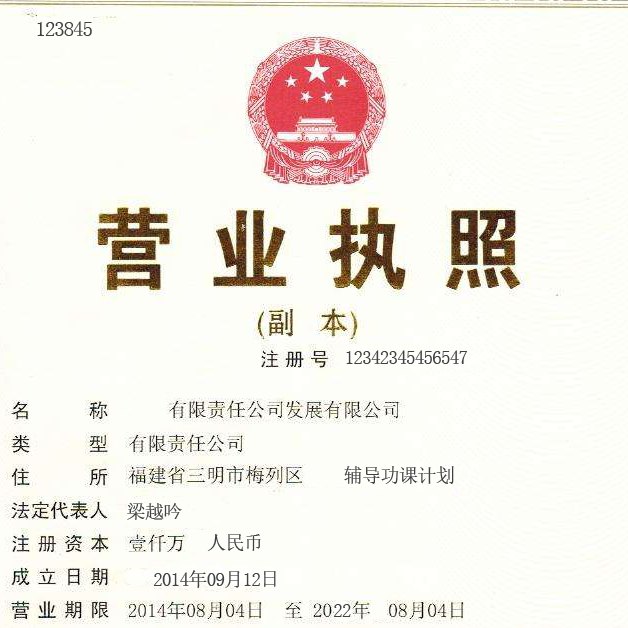 123845
营业执照
(副 本)
注册号 12342345456547
名 称 有限责任公司发展有限公司
类 型 有限责任公司
住 所 福建省三明市梅列区 辅导功课计划
法定代表人 梁越吟
注册资本 壹仟万 人民币
成立日期 2014年09月12日
营业期限 2014年08月04日 至 2022年 08月04日